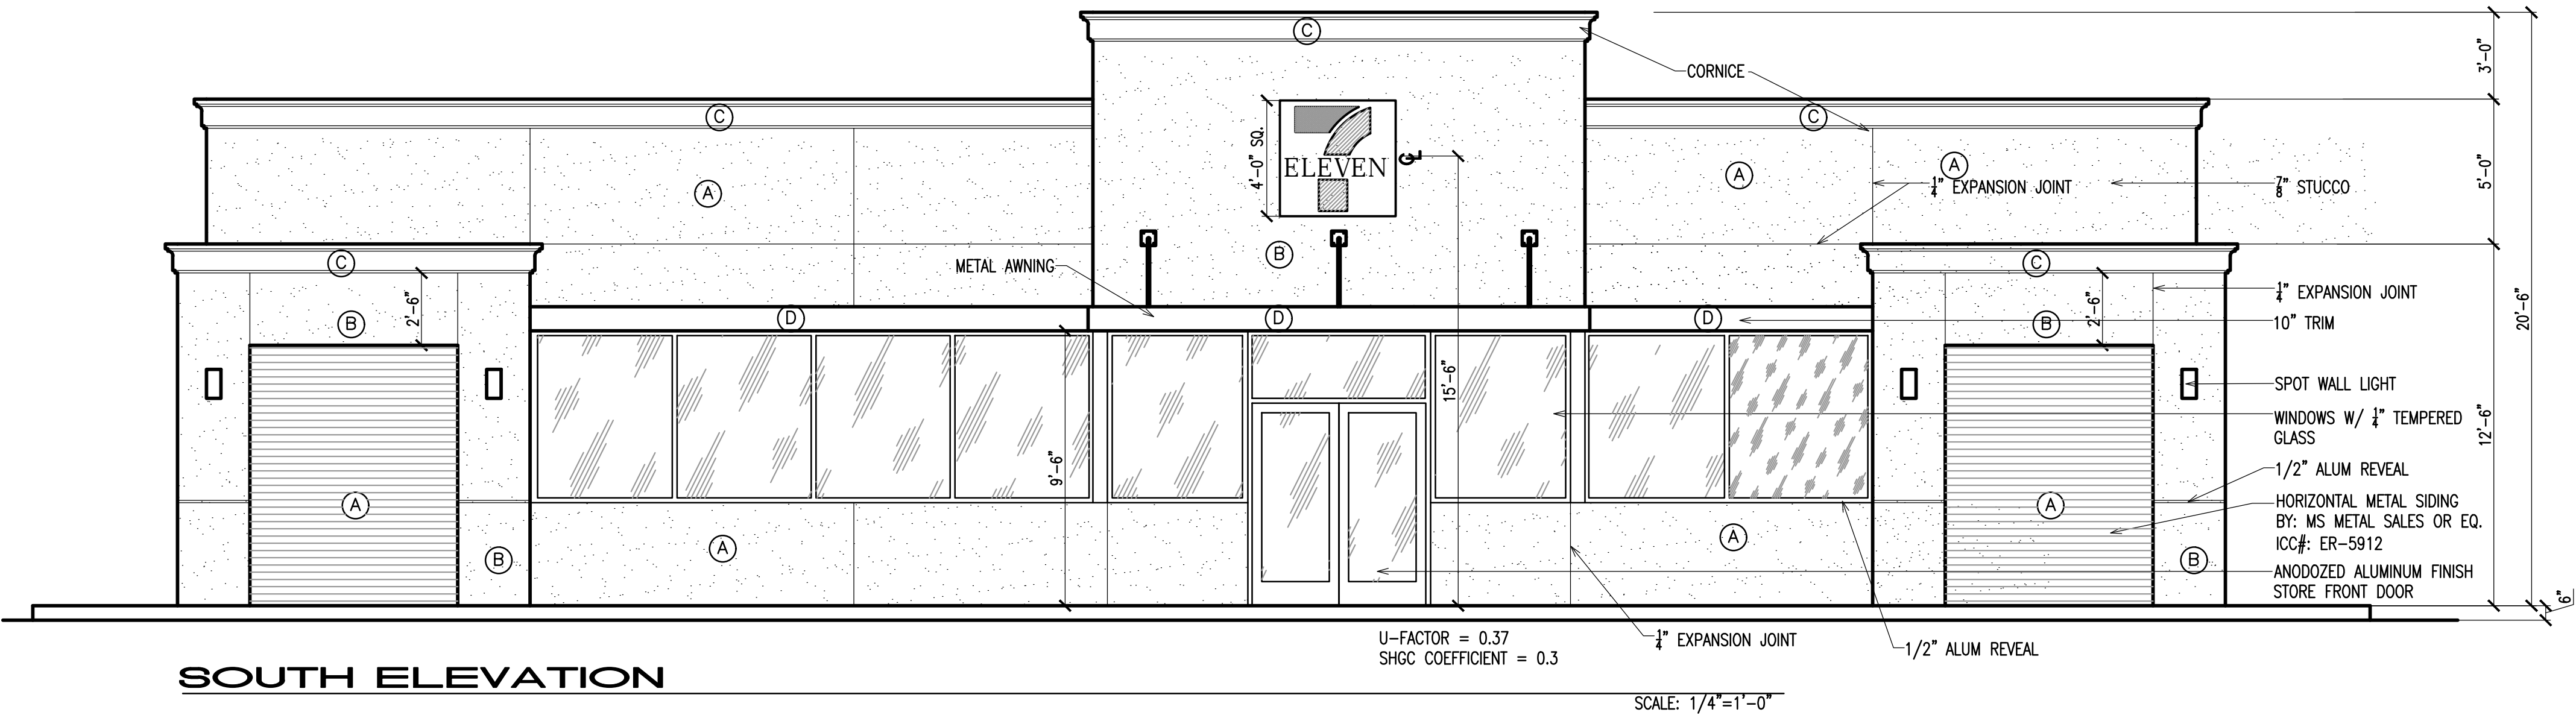 C
CORNICE
3'-0"
C
C
4'-0" SQ.
7
ELEVEN
CL
A
A
A
1/4" EXPANSION JOINT
7/8" STUCCO
5'-0"
B
METAL AWNING
C
C
2'-6"
2'-6"
1/4" EXPANSION JOINT
B
D
D
D
B
10" TRIM
20'-6"
15'-6"
SPOT WALL LIGHT
WINDOWS W/ 1/4" TEMPERED
GLASS
12'-6"
9'-6"
1/2" ALUM REVEAL
A
A
HORIZONTAL METAL SIDING
BY: MS METAL SALES OR EQ.
ICC#: ER-5912
B
A
A
B
ANODOZED ALUMINUM FINISH
STORE FRONT DOOR
6"
U-FACTOR = 0.37
SHGC COEFFICIENT = 0.3
1/4" EXPANSION JOINT
1/2" ALUM REVEAL
SOUTH ELEVATION
SCALE: 1/4"=1'-0"